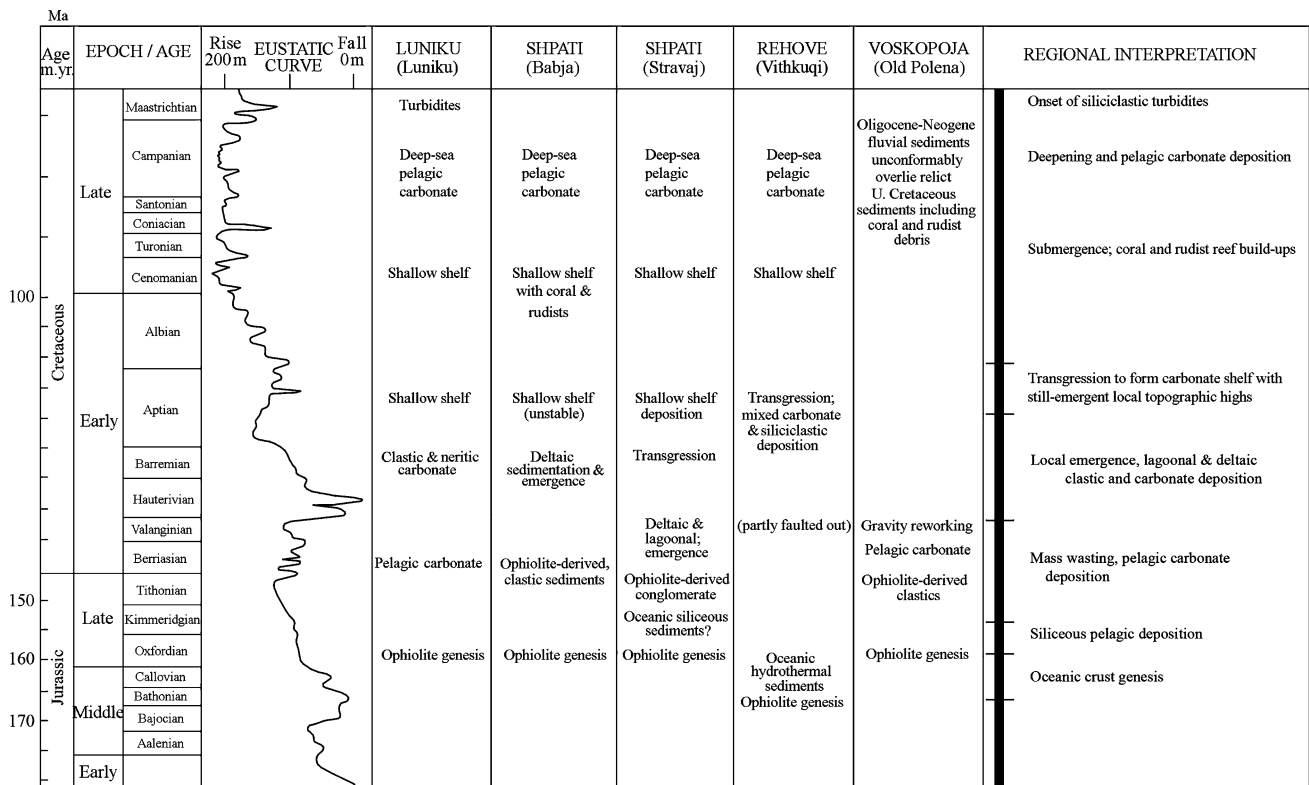 Ma
Age
m.yr.
EPOCH / AGE
Rise
200 m
EUSTATIC
CURVE
Fall
0m
LUNIKU
(Luniku)
SHPATI
(Babja)
SHPATI
(Stravaj)
REHOVE
(Vithkuqi)
VOSKOPOJA
(Old Polena)
REGIONAL INTERPRETATION
100
150
160
170
Cretaceous
Jurassic
Late
Early
Late
Middle
Early
Maastrichtian
Campanian
Santonian
Coniacian
Turonian
Cenomanian
Albian
Aptian
Barremian
Hauterivian
Valanginian
Berriasian
Tithonian
Kimmeridgian
Oxfordian
Callovian
Bathonian
Bajocian
Aalenian
Turbidites
Deep-sea
pelagic
carbonate
Shallow shelf
Shallow shelf
Clastic & neritic
carbonate
Pelagic carbonate
Ophiolite genesis
Deep-sea
pelagic
carbonate
Shallow shelf
with coral &
rudists
Shallow shelf
(unstable)
Deltaic
sedimentation &
emergence
Ophiolite-derived,
clastic sediments
Ophiolite genesis
Deep-sea
pelagic
carbonate
Shallow shelf
Shallow shelf
deposition
Transgression
Deltaic &
lagoonal;
emergence
Ophiolite-derived
conglomerate
Oceanic siliceous
sediments?
Ophiolite genesis
Deep-sea
pelagic
carbonate
Shallow shelf
Transgression;
mixed carbonate
& siliciclastic
deposition
(partly faulted out)
Oceanic
hydrothermal
sediments
Ophiolite genesis
Oligocene-Neogene
fluvial sediments
unconformably
overlie relict
U. Cretaceous
sediments including
coral and rudist
debris
Gravity reworking
Pelagic carbonate
Ophiolite-derived
clastics
Ophiolite genesis
Onset of siliciclastic turbidites
Deepening and pelagic carbonate deposition
Submergence; coral and rudist reef build-ups
Transgression to form carbonate shelf with
still-emergent local topographic highs
Local emergence, lagoonal & deltaic
clastic and carbonate deposition
Mass wasting, pelagic carbonate
deposition
Siliceous pelagic deposition
Oceanic crust genesis